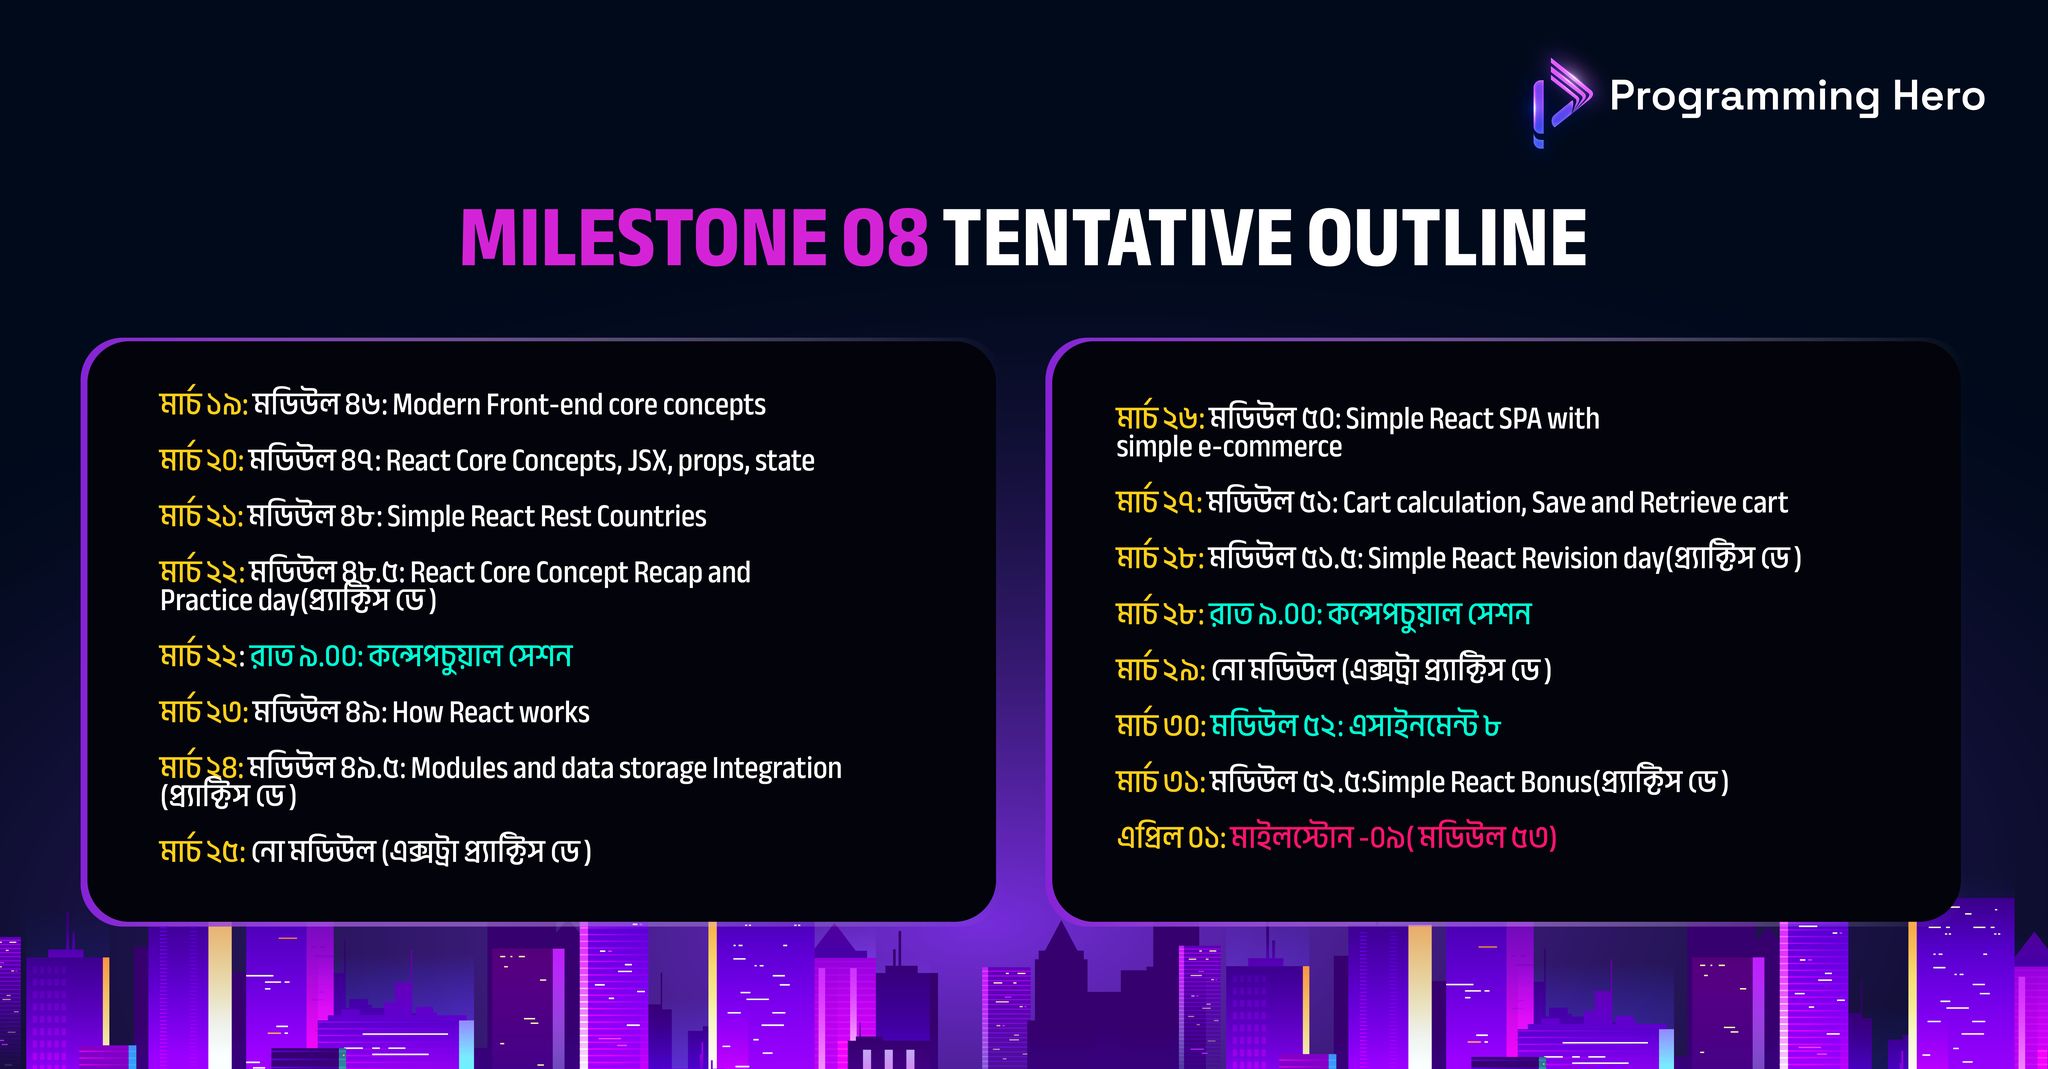 Programming Hero
MILESTONE 08 TENTATIVE OUTLINE
মার্চ ১৯: মডিউল ৪৬: Modern Front-end core concepts
মার্চ ২০: মডিউল ৪৭: React Core Concepts, JSX, props, state
মার্চ ২১: মডিউল ৪৮: Simple React Rest Countries
মার্চ ২২: মডিউল ৪৮.৫: React Core Concept Recap and
Practice day(প্র্যাক্টিস ডে )
মার্চ ২২: রাত ৯.00: কন্সেপচুয়াল সেশন
মার্চ ২৩: মডিউল ৪৯: How React works
মার্চ ২৪: মডিউল ৪৯.৫: Modules and data storage Integration
(প্র্যাক্টিস ডে )
মার্চ ২৫: নো মডিউল (এক্সট্রা প্র্যাক্টিস ডে )
মার্চ ২৬: মডিউল ৫০: Simple React SPA with
simple e-commerce
মার্চ ২৭: মডিউল ৫১: Cart calculation, Save and Retrieve cart
মার্চ ২৮: মডিউল ৫১.৫: Simple React Revision day(প্র্যাক্টিস ডে )
মার্চ ২৮: রাত ৯.00: কন্সেপচুয়াল সেশন
মার্চ ২৯: নো মডিউল (এক্সট্রা প্র্যাক্টিস ডে )
মার্চ ৩০: মডিউল ৫২: এসাইনমেন্ট ৮
মার্চ ৩১: মডিউল ৫২.৫:Simple React Bonus(প্র্যাক্টিস ডে )
এপ্রিল 0১: মাইলস্টোন -0৯( মডিউল ৫৩)